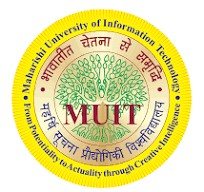 Maharishi University of Information Technology
भावातीत चेतना से समृद्धि
MUIT
महर्षि सूचना प्रौद्योगिकी विश्वविद्यालय
From Potentiality to Actuality through Creative Intelligence